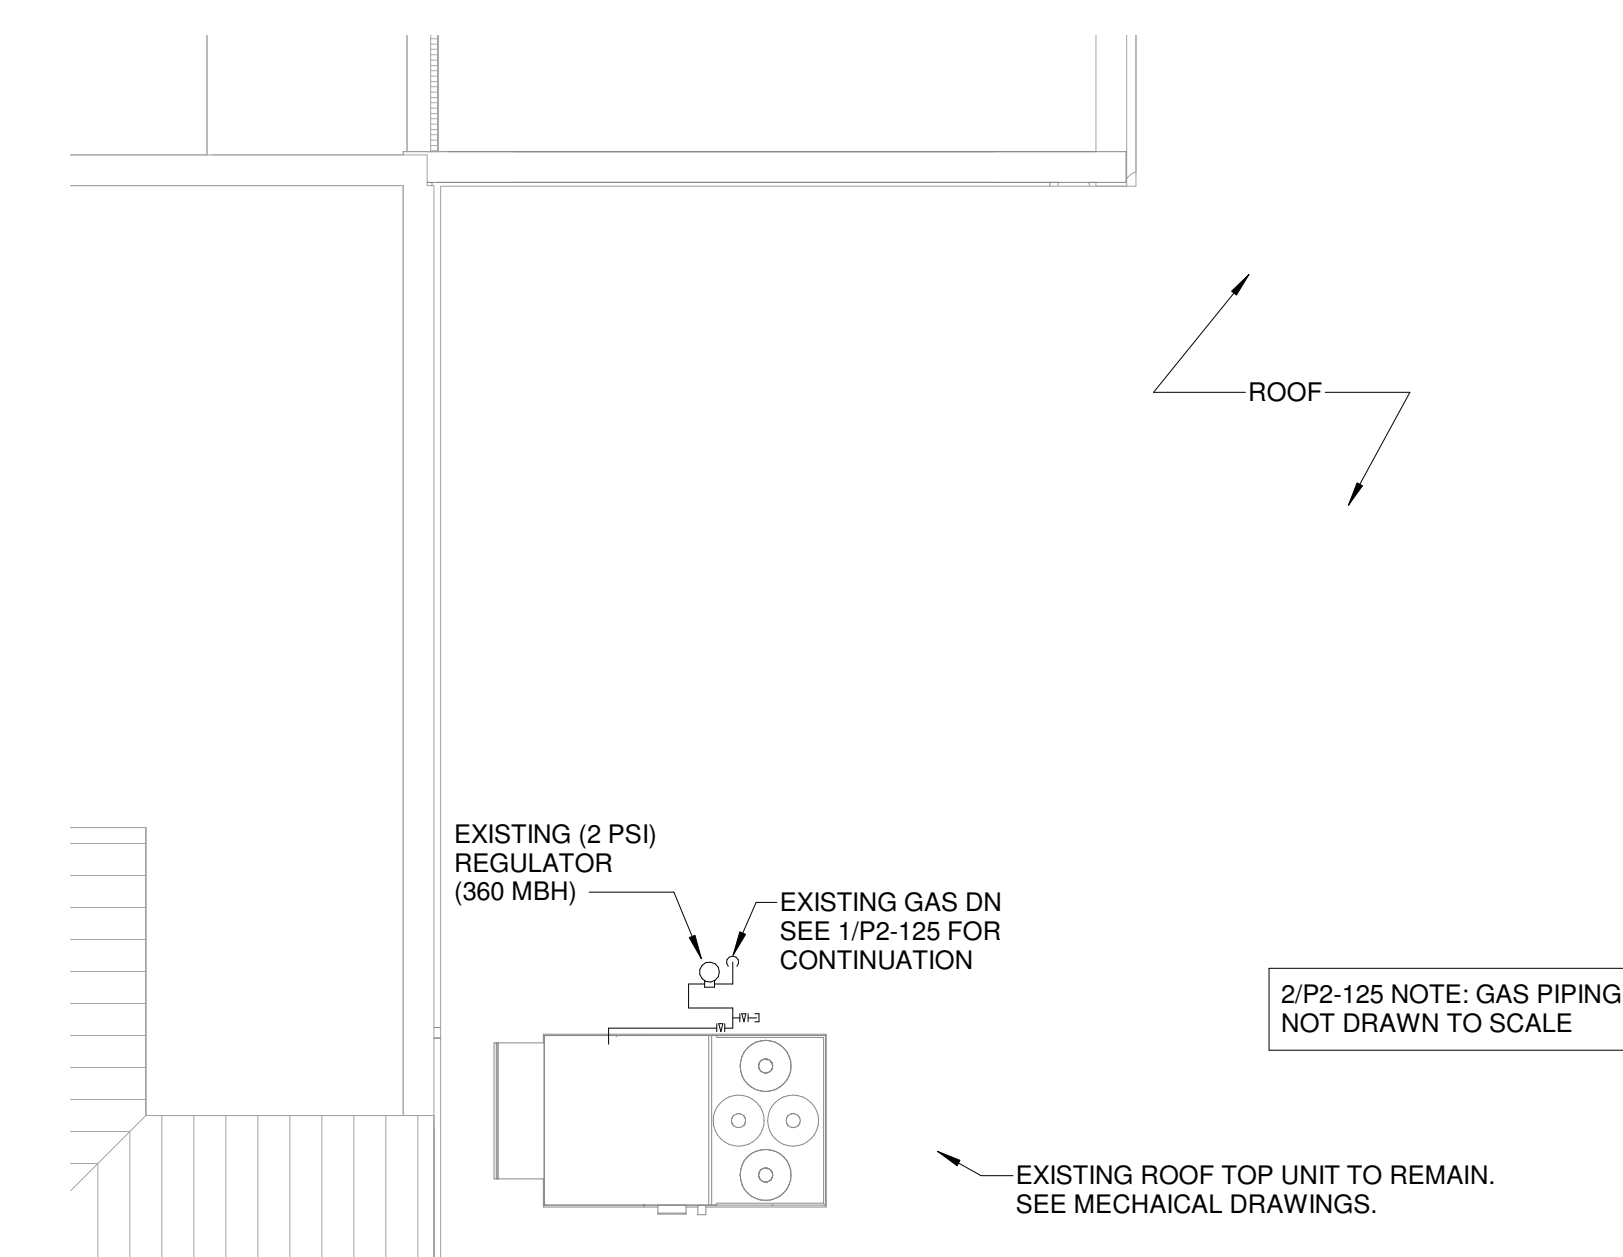 ROOF
EXISTING (2 PSI)
REGULATOR
(360 MBH)
EXISTING GAS DN
SEE 1/P2-125 FOR
CONTINUATION
2/P2-125 NOTE: GAS PIPING
NOT DRAWN TO SCALE
EXISTING ROOF TOP UNIT TO REMAIN.
SEE MECHAICAL DRAWINGS.